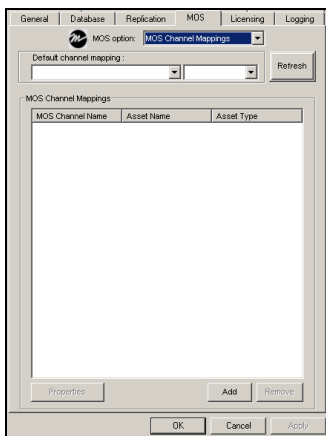 General Database Replication MOS Licensing Logging
MOS option: MOS Channel Mappings
Default channel mapping :
Refresh
MOS Channel Mappings
MOS Channel Name Asset Name Asset Type
Properties Add Remove
OK Cancel Apply